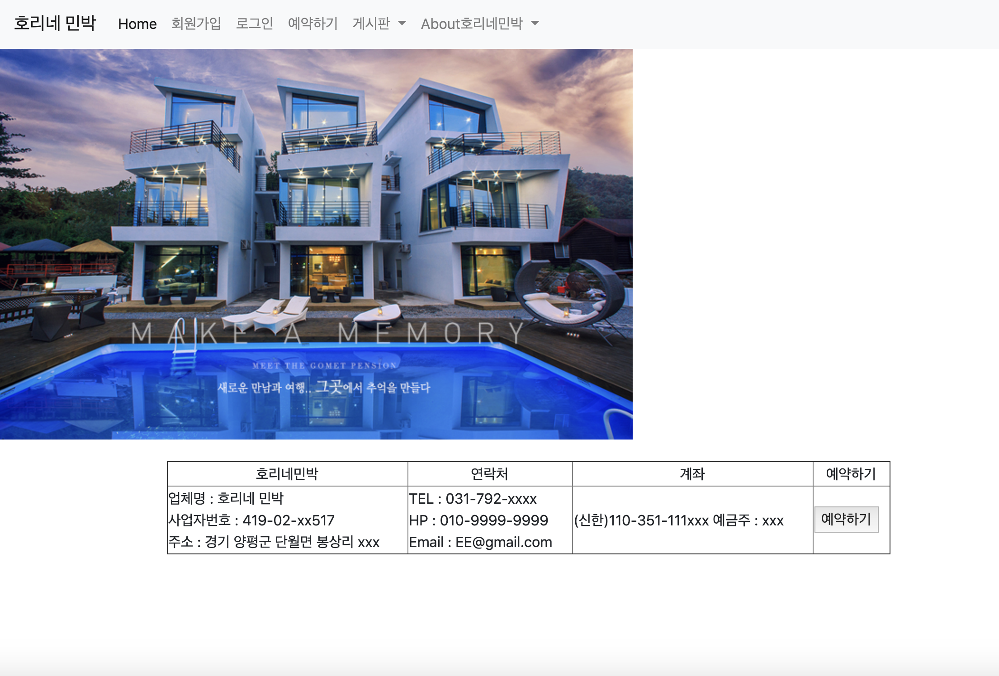 호리네 민박 Home 회원가입 로그인 예약하기 게시판 About호리네민박
MAKE A MEMORY
MEET THE GOMET PENSION
새로운 만남과 여행.. 그곳에서 추억을 만들다
호리네민박 연락처 계좌 예약하기
업체명 : 호리네 민박
사업자번호 : 419-02-xx517
주소 : 경기 양평군 단월면 봉상리 xxx
TEL : 031-792-xxxx
HP : 010-9999-9999
Email : EE@gmail.com
(신한)110-351-111xxx 예금주 : xxx
예약하기